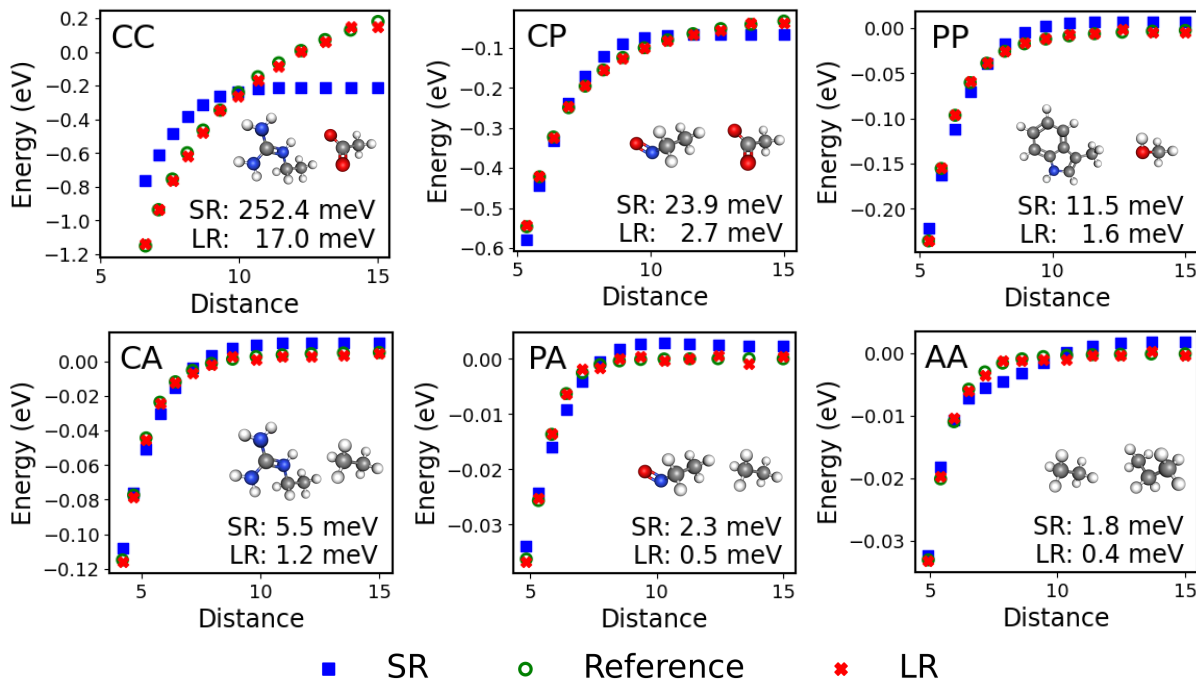 CC
Energy (eV)
0.2
0.0
−0.2
−0.4
−0.6
−0.8
−1.0
−1.2
SR: 252.4 meV
LR: 17.0 meV
5 10 15
Distance
CP
Energy (eV)
−0.1
−0.2
−0.3
−0.4
−0.5
−0.6
SR: 23.9 meV
LR: 2.7 meV
5 10 15
Distance
PP
Energy (eV)
0.00
−0.05
−0.10
−0.15
−0.20
SR: 11.5 meV
LR: 1.6 meV
5 10 15
Distance
CA
Energy (eV)
0.00
−0.02
−0.04
−0.06
−0.08
−0.10
−0.12
SR: 5.5 meV
LR: 1.2 meV
5 10 15
Distance
PA
Energy (eV)
0.00
−0.01
−0.02
−0.03
SR: 2.3 meV
LR: 0.5 meV
5 10 15
Distance
AA
Energy (eV)
0.00
−0.01
−0.02
−0.03
SR: 1.8 meV
LR: 0.4 meV
5 10 15
Distance
SR Reference LR